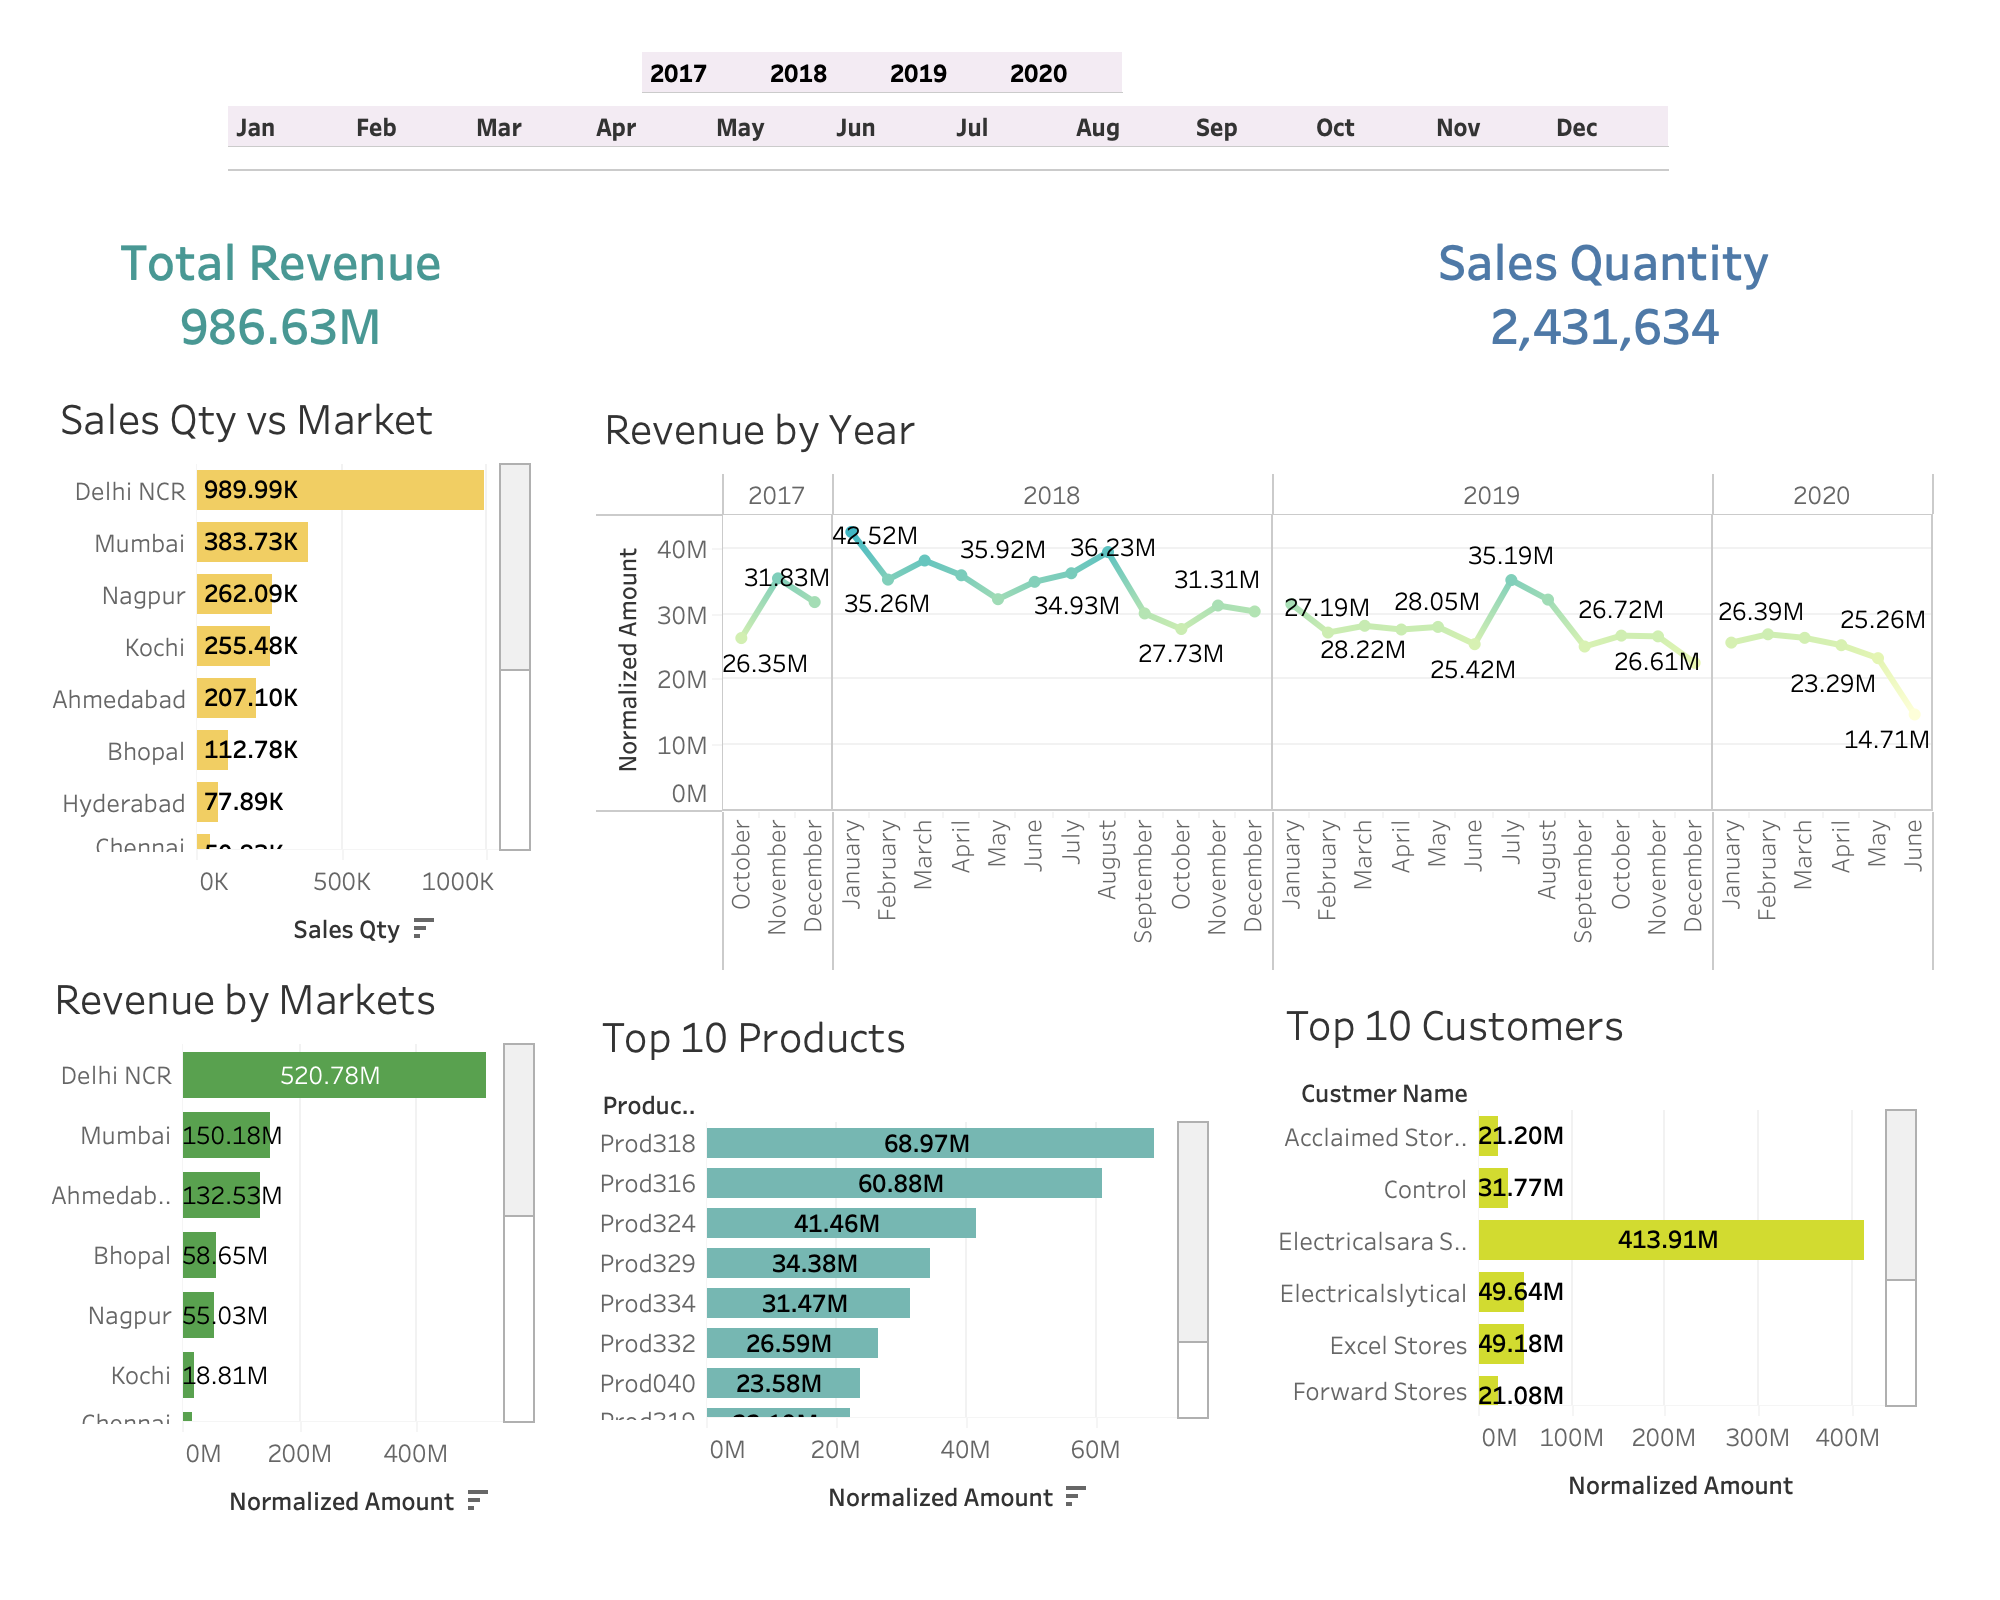 2017 2018 2019 2020
Jan Feb Mar Apr May Jun Jul Aug Sep Oct Nov Dec
Total Revenue
986.63M
Sales Quantity
2,431,634
Sales Qty vs Market
Delhi NCR 989.99K
Mumbai 383.73K
Nagpur 262.09K
Kochi 255.48K
Ahmedabad 207.10K
Bhopal 112.78K
Hyderabad 77.89K
Chennai
0K 500K 1000K
Sales Qty
Revenue by Year
2017 2018 2019 2020
Normalized Amount
40M
30M
20M
10M
0M
26.35M
31.83M
42.52M
35.26M
35.92M
34.93M
36.23M
27.73M
31.31M
27.19M
28.22M
28.05M
25.42M
35.19M
26.72M
26.61M
26.39M
23.29M
25.26M
14.71M
October November December January February March April May June July August September October November December January February March April May June July August September October November December January February March April May June
Revenue by Markets
Delhi NCR 520.78M
Mumbai 150.18M
Ahmedab.. 132.53M
Bhopal 58.65M
Nagpur 55.03M
Kochi 18.81M
Chennai
0M 200M 400M
Normalized Amount
Top 10 Products
Produc..
Prod318 68.97M
Prod316 60.88M
Prod324 41.46M
Prod329 34.38M
Prod334 31.47M
Prod332 26.59M
Prod040 23.58M
Prod319
0M 20M 40M 60M
Normalized Amount
Top 10 Customers
Custmer Name
Acclaimed Stor.. 21.20M
Control 31.77M
Electricalsara S.. 413.91M
Electricalslytical 49.64M
Excel Stores 49.18M
Forward Stores 21.08M
0M 100M 200M 300M 400M
Normalized Amount